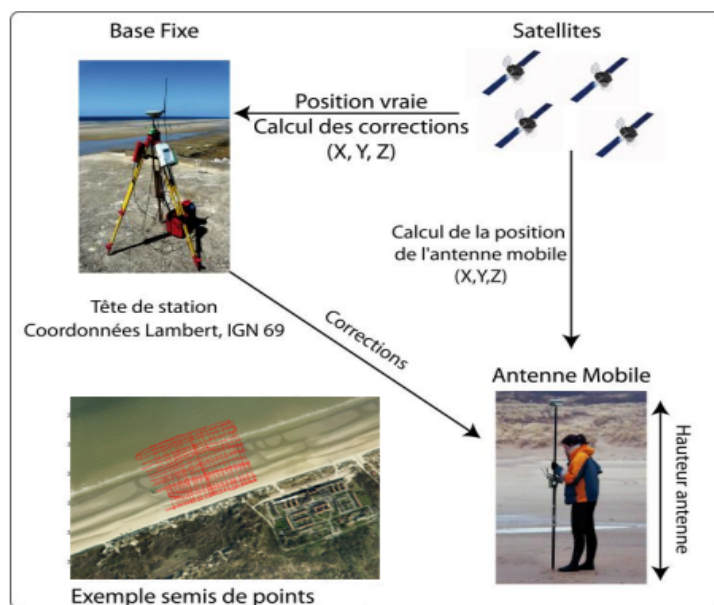 Base Fixe
Satellites
Position vraie
Calcul des corrections
(X, Y, Z)
Calcul de la position
de l'antenne mobile
(X,Y,Z)
Tête de station
Coordonnées Lambert, IGN 69
Corrections
Antenne Mobile
Hauteur antenne
Exemple semis de points